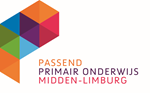 PASSEND
PRIMAIR ONDERWIJS
MIDDEN-LIMBURG